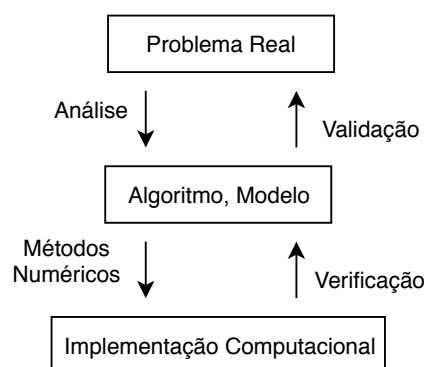 Problema Real
Análise
Validação
Algoritmo, Modelo
Métodos
Numéricos
Verificação
Implementação Computacional